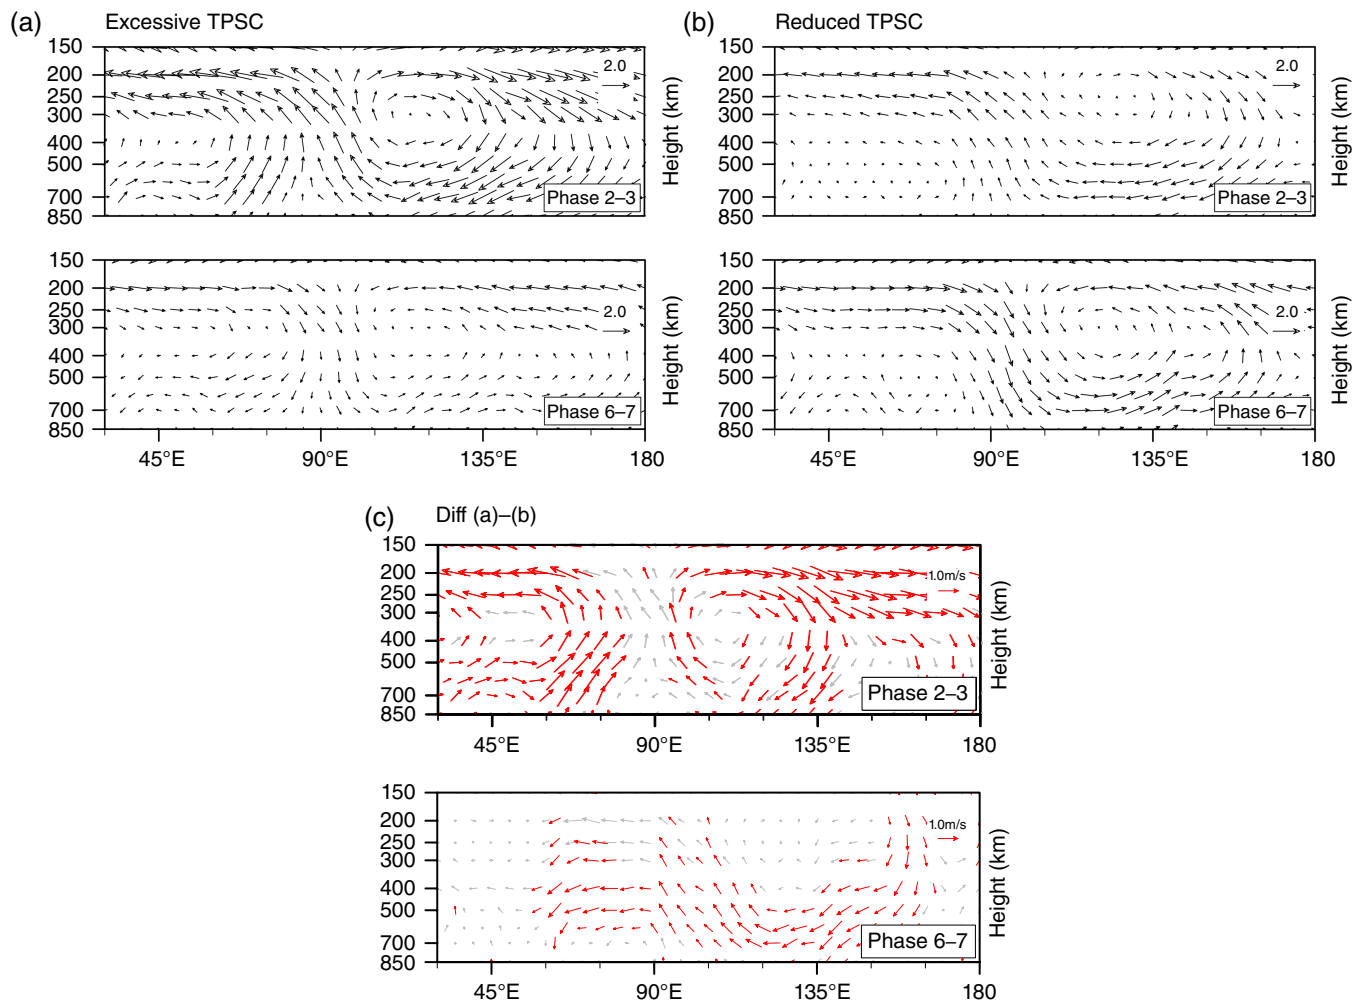 (a) Excessive TPSC
150
200
250
300
400
500
700
850
2.0
Phase 2–3
Height (km)
150
200
250
300
400
500
700
850
2.0
Phase 6–7
Height (km)
45°E 90°E 135°E 180
(b) Reduced TPSC
150
200
250
300
400
500
700
850
2.0
Phase 2–3
Height (km)
150
200
250
300
400
500
700
850
2.0
Phase 6–7
Height (km)
45°E 90°E 135°E 180
(c) Diff (a)–(b)
150
200
250
300
400
500
700
850
1.0m/s
Phase 2–3
Height (km)
45°E 90°E 135°E 180
150
200
250
300
400
500
700
850
1.0m/s
Phase 6–7
Height (km)
45°E 90°E 135°E 180